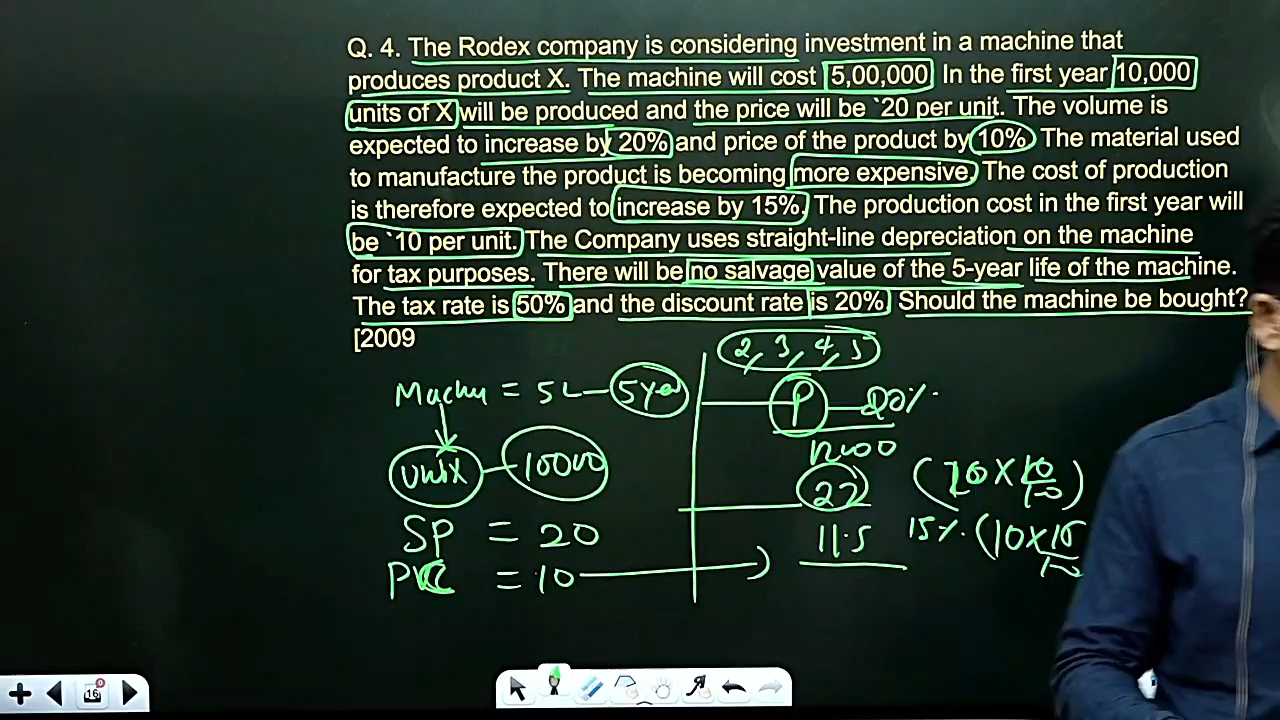 Q. 4. The Rodex company is considering investment in a machine that
produces product X. The machine will cost 5,00,000 In the first year 10,000
units of X will be produced and the price will be `20 per unit. The volume is
expected to increase by 20% and price of the product by 10% The material used
to manufacture the product is becoming more expensive. The cost of production
is therefore expected to increase by 15%. The production cost in the first year will
be `10 per unit. The Company uses straight-line depreciation on the machine
for tax purposes. There will be no salvage value of the 5-year life of the machine.
The tax rate is 50% and the discount rate is 20%. Should the machine be bought?
[2009
2, 3, 4, 5
= 5L – 5 year
P – 20%
12000
10000
22
SP = 20
11.5 15%.
= 10
16